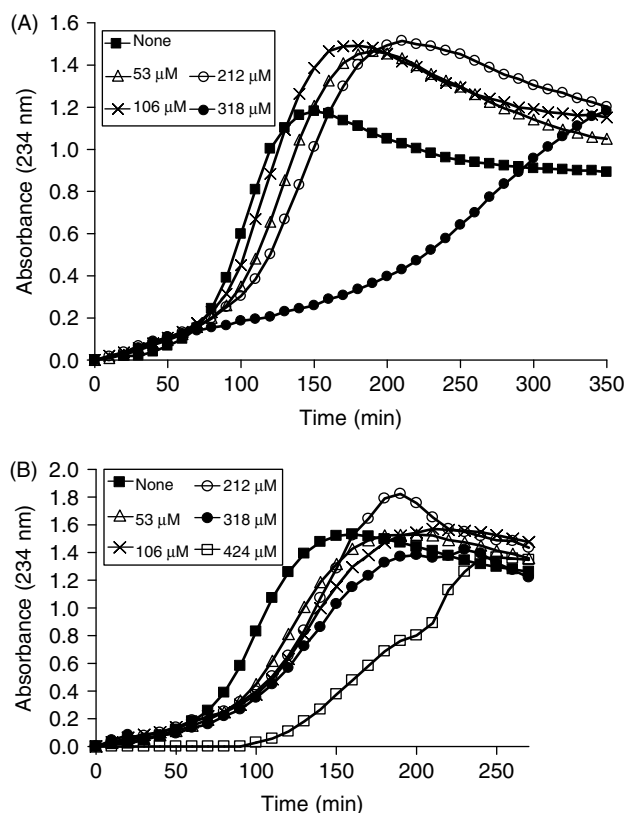 (A)
1.6
1.4
1.2
1.0
0.8
0.6
0.4
0.2
0.0
Absorbance (234 nm)
None
53 µM
212 µM
106 µM
318 µM
0 50 100 150 200 250 300 350
Time (min)
(B)
2.0
1.8
1.6
1.4
1.2
1.0
0.8
0.6
0.4
0.2
0.0
Absorbance (234 nm)
None
212 µM
53 µM
318 µM
106 µM
424 µM
0 50 100 150 200 250
Time (min)